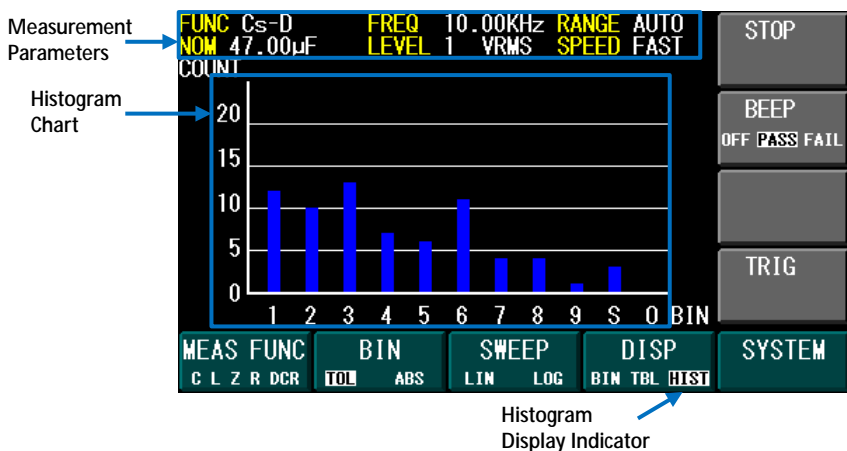 Measurement
Parameters
FUNC Cs-D FREQ 10.00KHz RANGE AUTO
NOM 47.00µF LEVEL 1 VRMS SPEED FAST
COUNT
Histogram
Chart
20
15
10
5
0
1 2 3 4 5 6 7 8 9 S O BIN
STOP
BEEP
OFF PASS FAIL
TRIG
MEAS FUNC
C L Z R DCR
BIN
TOL ABS
SWEEP
LIN LOG
DISP
BIN TBL HIST
SYSTEM
Histogram
Display Indicator